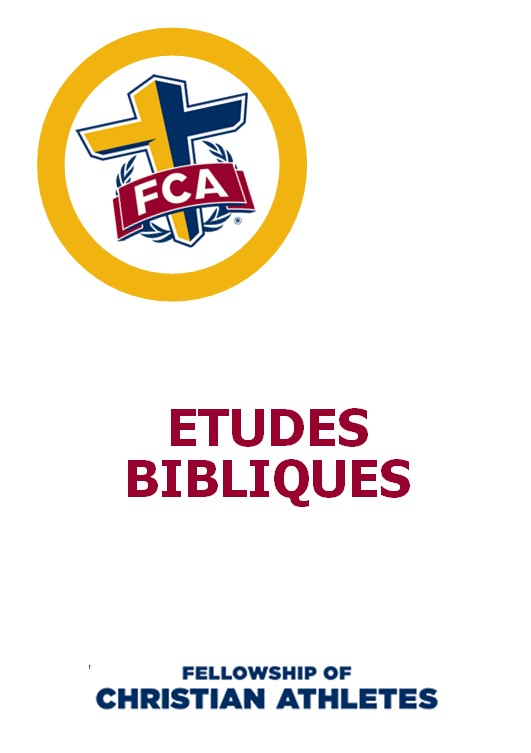 FCA
®
ETUDES
BIBLIQUES
FELLOWSHIP OF
CHRISTIAN ATHLETES